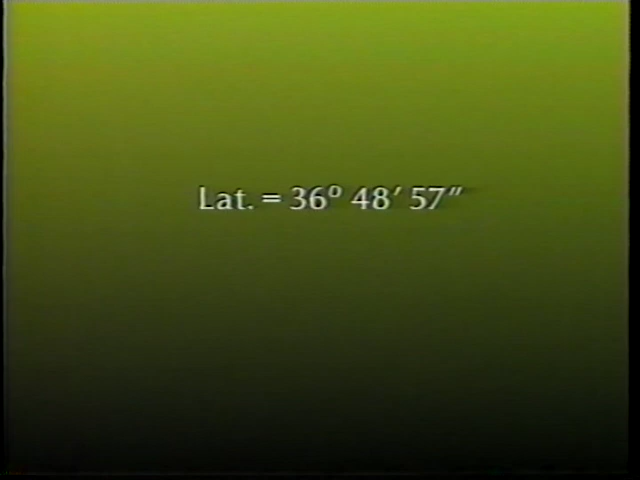 Lat. = 36º 48′ 57″